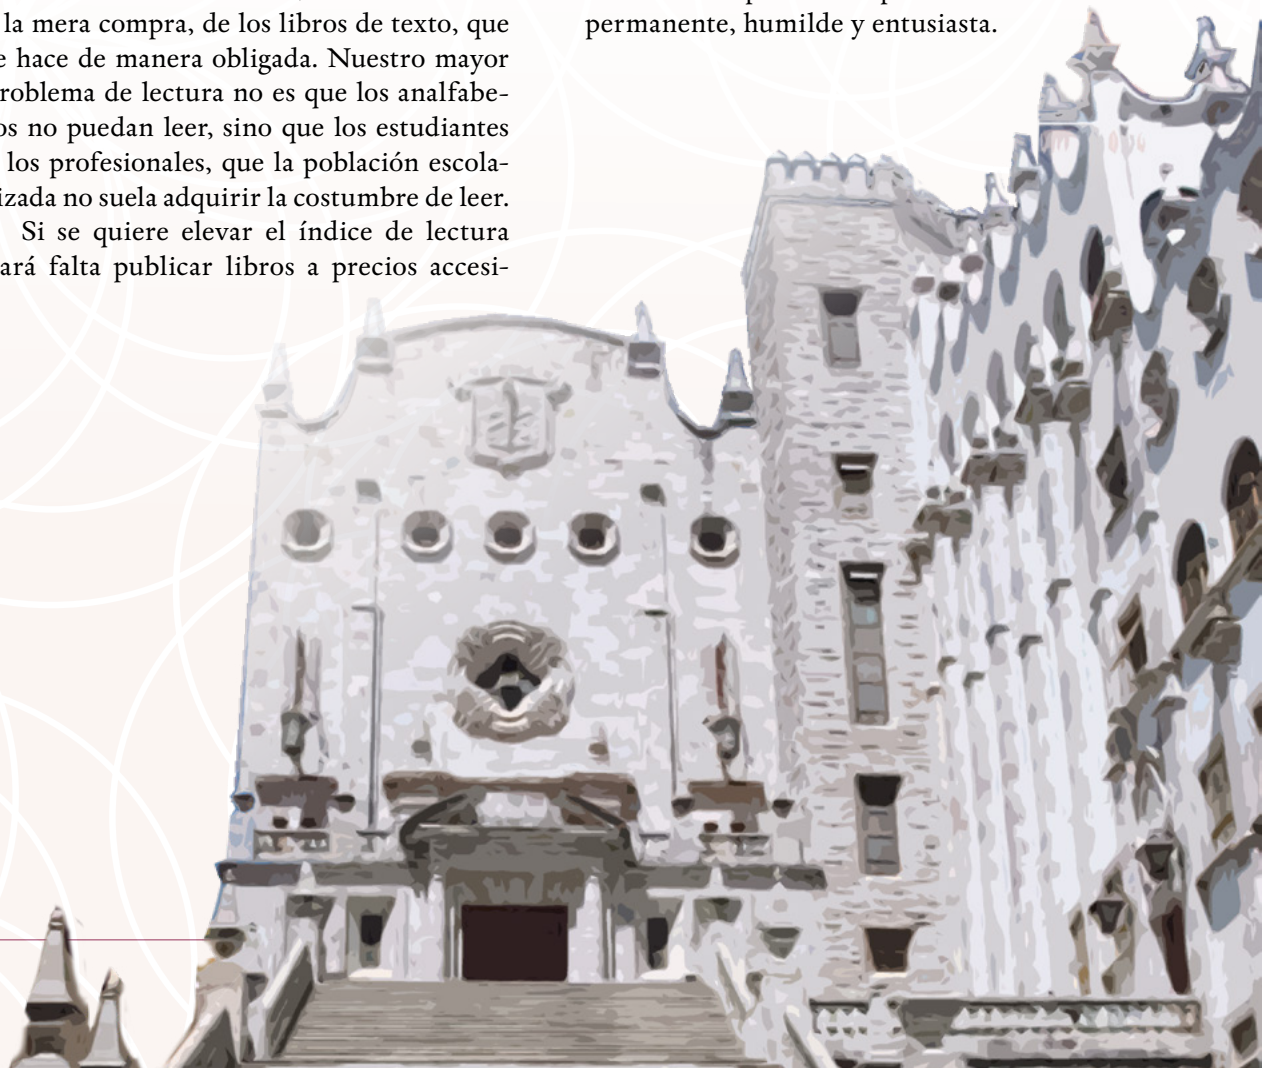 la mera compra, de los libros de texto, que
e hace de manera obligada. Nuestro mayor
roblema de lectura no es que los analfabe-
os no puedan leer, sino que los estudiantes
los profesionales, que la población escola-
izada no suela adquirir la costumbre de leer.
Si se quiere elevar el índice de lectura
ará falta publicar libros a precios accesi-
permanente, humilde y entusiasta.